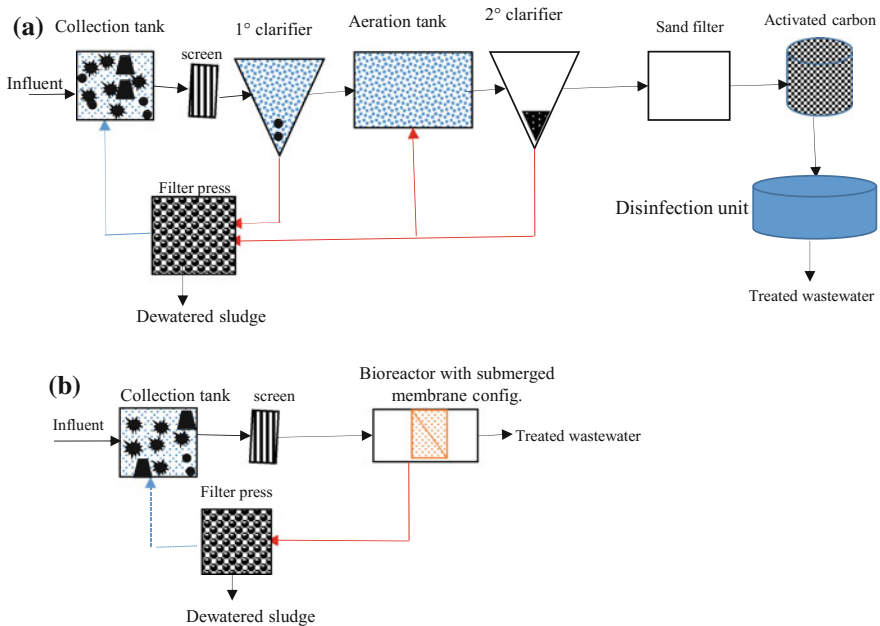 (a)
Collection tank
1° clarifier
Aeration tank
2° clarifier
Sand filter
Activated carbon
screen
Influent
Filter press
Disinfection unit
Dewatered sludge
Treated wastewater
(b)
Collection tank
screen
Bioreactor with submerged
membrane config.
Influent
Treated wastewater
Filter press
Dewatered sludge